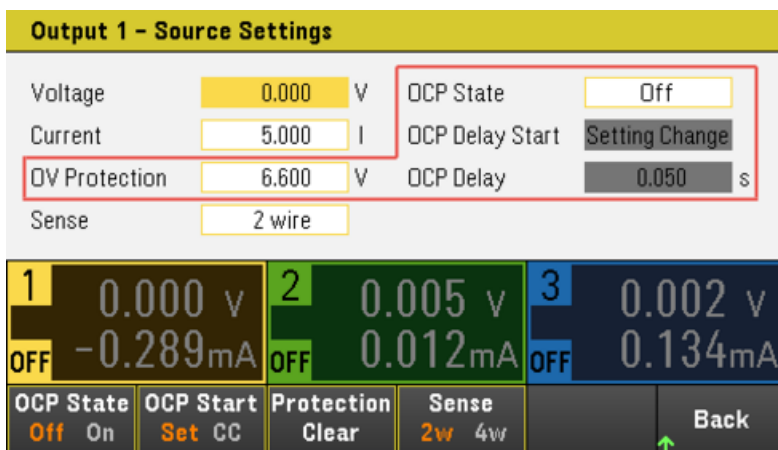 Output 1 – Source Settings
Voltage 0.000 V OCP State Off
Current 5.000 I OCP Delay Start Setting Change
OV Protection 6.600 V OCP Delay 0.050 s
Sense 2 wire
1 0.000 V 2 0.005 V 3 0.002 V
OFF -0.289mA OFF 0.012mA OFF 0.134mA
OCP State OCP Start Protection Sense Back
Off On Set CC Clear 2w 4w